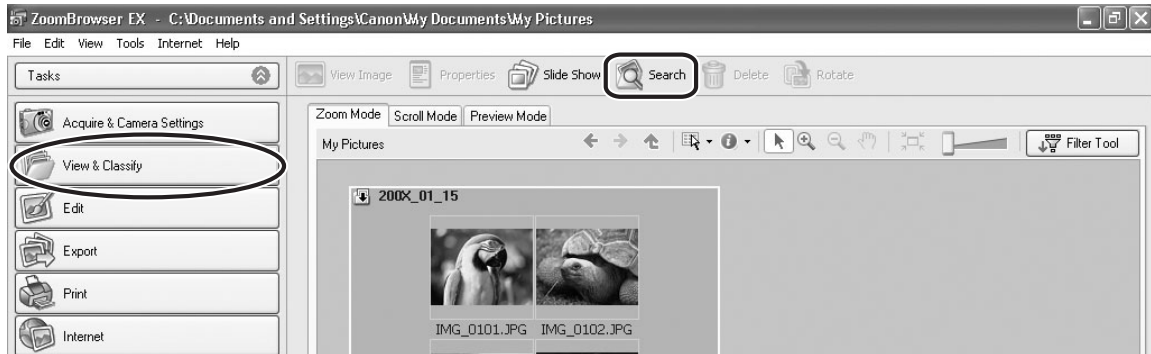 ZoomBrowser EX - C:\Documents and Settings\Canon\My Documents\My Pictures
File Edit View Tools Internet Help
Tasks
View Image Properties Slide Show Search Delete Rotate
Acquire & Camera Settings
View & Classify
Edit
Export
Print
Internet
Zoom Mode Scroll Mode Preview Mode
My Pictures
Filter Tool
200X_01_15
IMG_0101.JPG IMG_0102.JPG